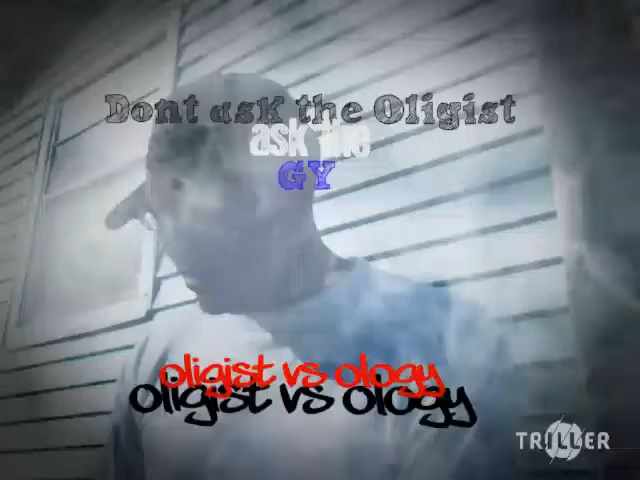 Dont ask the Oligist
ask the
GY
oligist vs ology
oligist vs ology
TRILLER